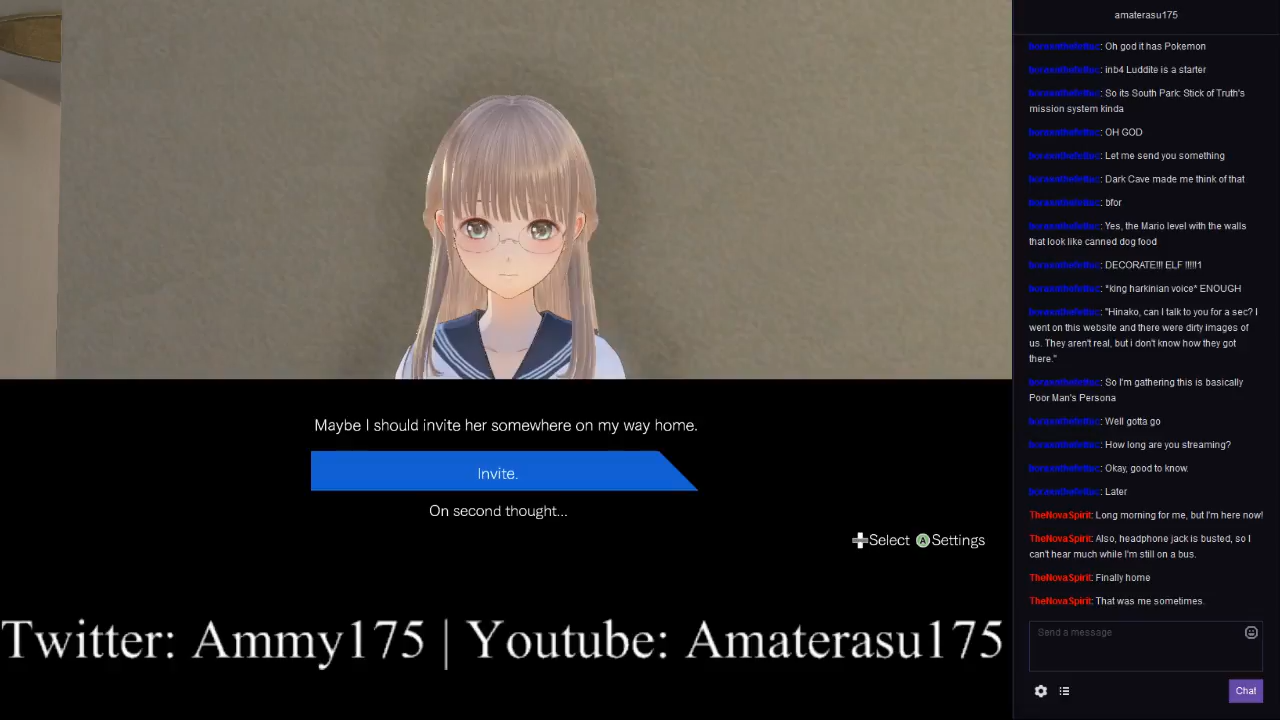 amaterasu175
: Oh god it has Pokemon
: inb4 Luddite is a starter
: So its South Park: Stick of Truth's
mission system kinda
: OH GOD
: Let me send you something
: Dark Cave made me think of that
: bfor
: Yes, the Mario level with the walls
that look like canned dog food
: DECORATE!!! ELF !!!!!1
: *king harkinian voice* ENOUGH
: "Hinako, can I talk to you for a sec? I
went on this website and there were dirty images of
us. They aren't real, but i don't know how they got
there."
: So I'm gathering this is basically
Poor Man's Persona
: Well gotta go
: How long are you streaming?
: Okay, good to know.
: Later
TheNovaSpirit: Long morning for me, but I'm here now!
TheNovaSpirit: Also, headphone jack is busted, so I
can't hear much while I'm still on a bus.
TheNovaSpirit: Finally home
TheNovaSpirit: That was me sometimes.
Send a message
Chat
Maybe I should invite her somewhere on my way home.
Invite.
On second thought...
Select A Settings
Twitter: Ammy175 | Youtube: Amaterasu175